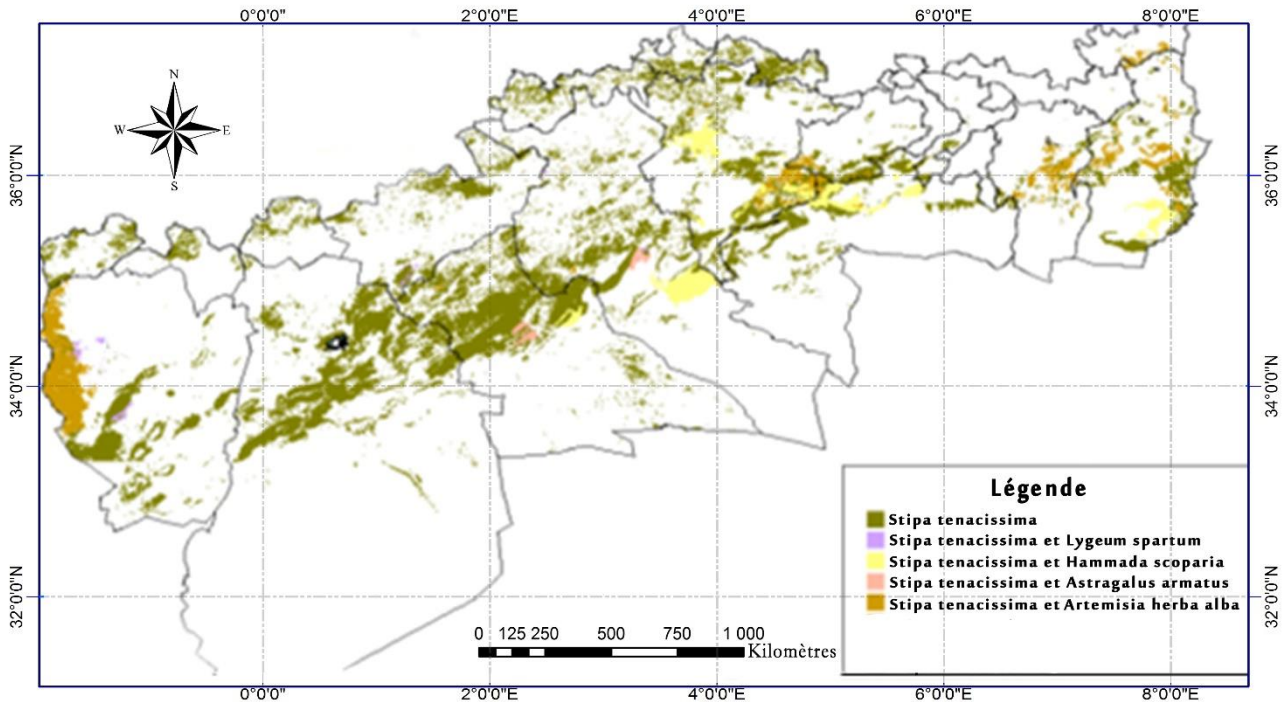 0°0'0" 2°0'0"E 4°0'0"E 6°0'0"E 8°0'0"E
N
W E
S
36°0'0"N 36°0'0"N
34°0'0"N 34°0'0"N
Légende
Stipa tenacissima
Stipa tenacissima et Lygeum spartum
Stipa tenacissima et Hammada scoparia
Stipa tenacissima et Astragalus armatus
Stipa tenacissima et Artemisia herba alba
32°0'0"N 32°0'0"N
0 125 250 500 750 1 000
Kilomètres
0°0'0" 2°0'0"E 4°0'0"E 6°0'0"E 8°0'0"E